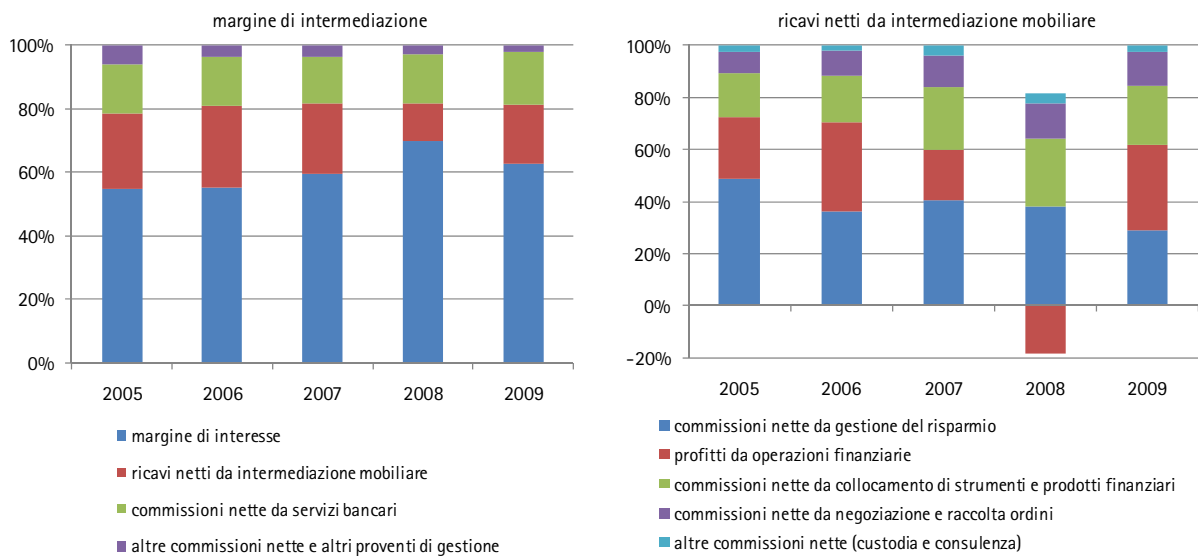 margine di intermediazione
100%
80%
60%
40%
20%
0%
2005 2006 2007 2008 2009
margine di interesse
ricavi netti da intermediazione mobiliare
commissioni nette da servizi bancari
altre commissioni nette e altri proventi di gestione
ricavi netti da intermediazione mobiliare
100%
80%
60%
40%
20%
0%
-20%
2005 2006 2007 2008 2009
commissioni nette da gestione del risparmio
profitti da operazioni finanziarie
commissioni nette da collocamento di strumenti e prodotti finanziari
commissioni nette da negoziazione e raccolta ordini
altre commissioni nette (custodia e consulenza)